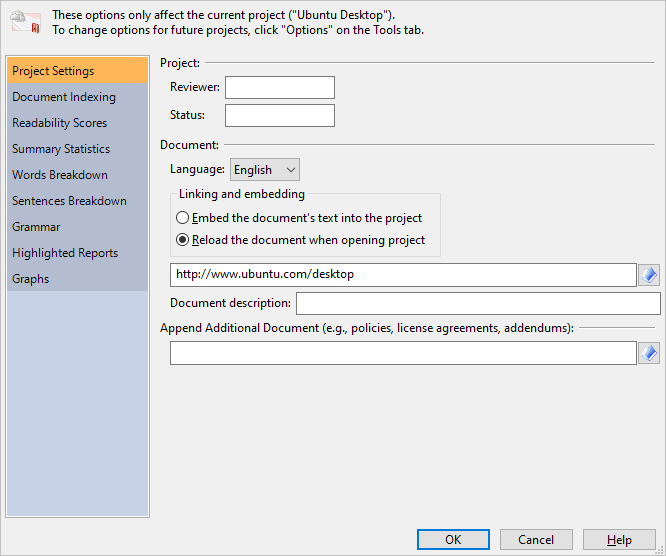 These options only affect the current project ("Ubuntu Desktop").
To change options for future projects, click "Options" on the Tools tab.
Project Settings
Document Indexing
Readability Scores
Summary Statistics
Words Breakdown
Sentences Breakdown
Grammar
Highlighted Reports
Graphs
Project:
Reviewer:
Status:
Document:
Language: English
Linking and embedding
Embed the document's text into the project
Reload the document when opening project
http://www.ubuntu.com/desktop
Document description:
Append Additional Document (e.g., policies, license agreements, addendums):
OK Cancel Help